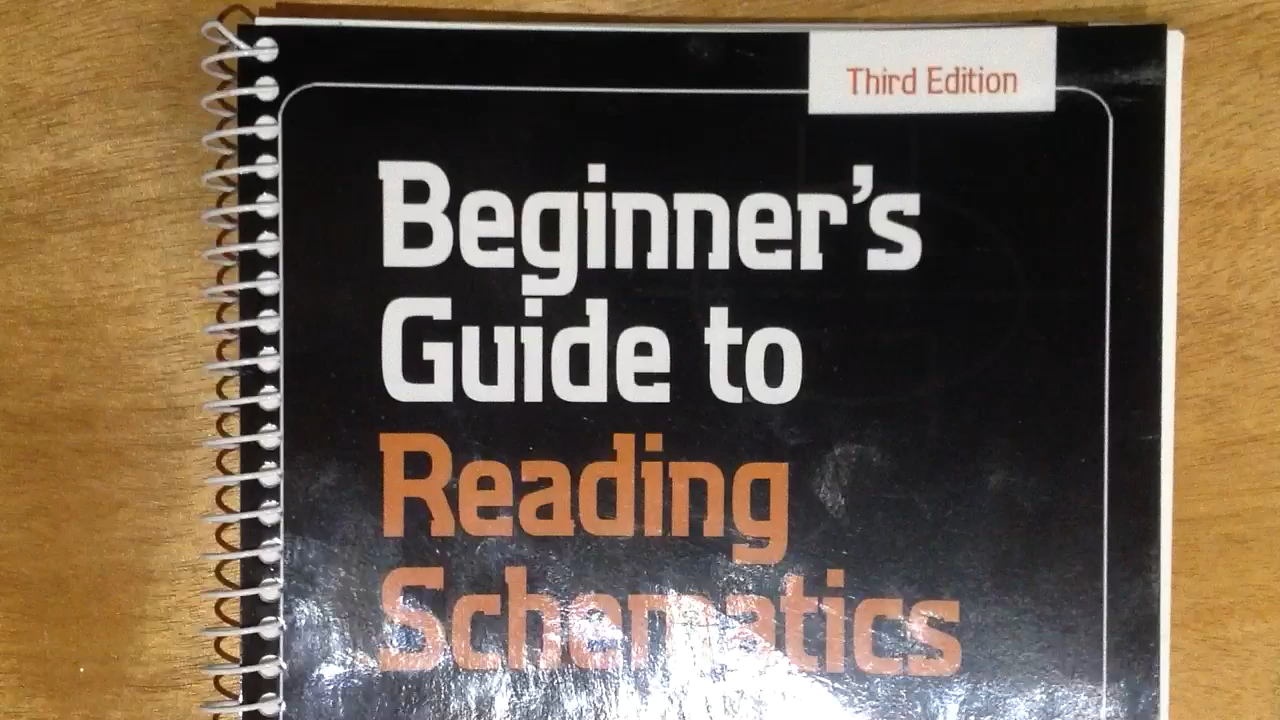 Third Edition
Beginner's
Guide to
Reading
Schematics